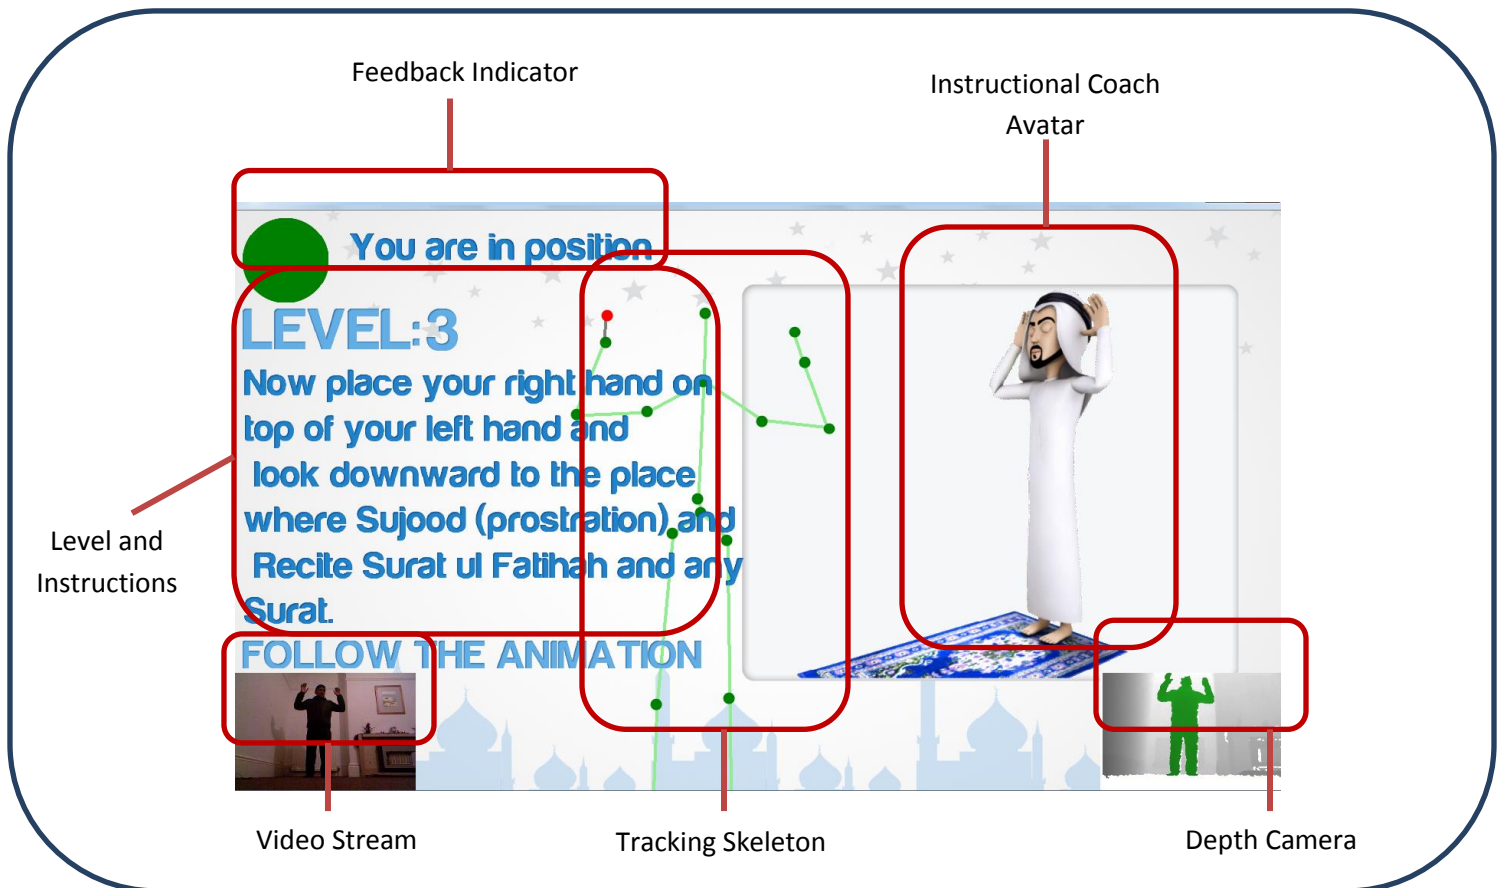 Feedback Indicator
Instructional Coach
Avatar
You are in position
LEVEL:3
Now place your right hand on
top of your left hand and
look downward to the place
where Sujood (prostration) and
Recite Surat ul Fatihah and any
Surat.
FOLLOW THE ANIMATION
Level and
Instructions
Video Stream
Tracking Skeleton
Depth Camera